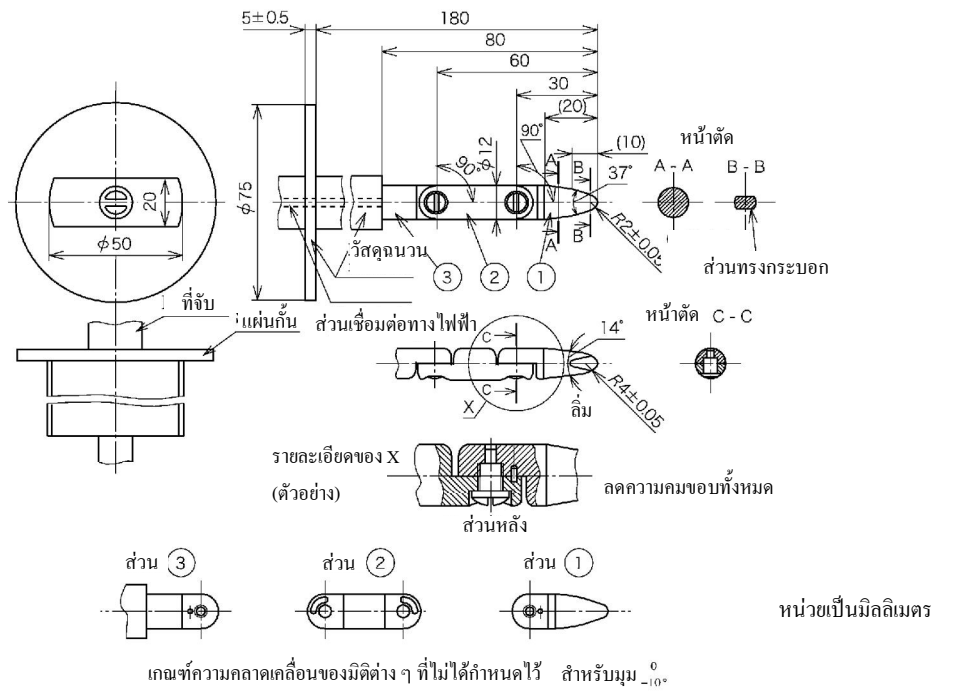 5±0.5
180
80
60
30
(20)
(10)
หน้าตัด
A - A
B - B
90°
90°
φ12
A
B
37°
φ75
20
φ50
A
B
R2±0.05
วัสดุฉนวน
3
2
1
ส่วนทรงกระบอก
ที่จับ
แผ่นกั้น
ส่วนเชื่อมต่อทางไฟฟ้า
หน้าตัด C - C
C
14°
C
X
R4±0.05
ลิ่ม
รายละเอียดของ X
(ตัวอย่าง)
ลดความคมขอบทั้งหมด
ส่วนหลัง
ส่วน 3
ส่วน 2
ส่วน 1
หน่วยเป็นมิลลิเมตร
เกณฑ์ความคลาดเคลื่อนของมิติต่าง ๆ ที่ไม่ได้กำหนดไว้ สำหรับมุม 0 -10°